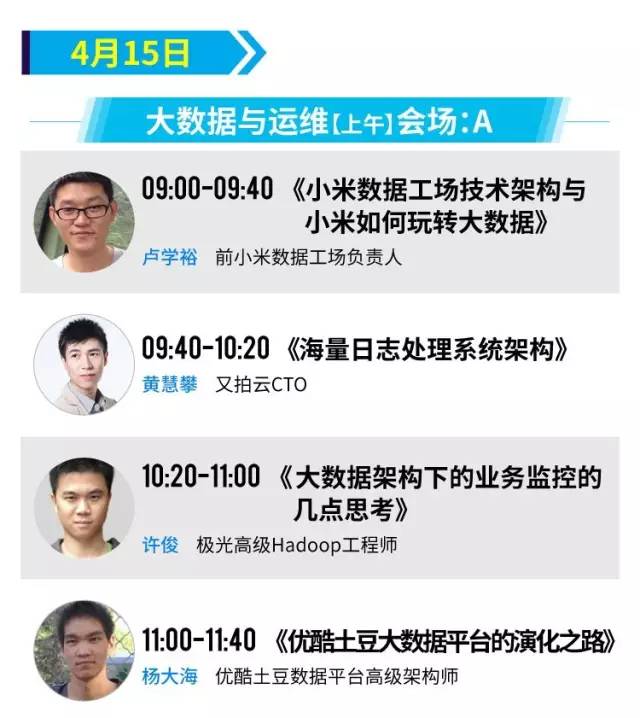 4月15日
大数据与运维【上午】会场:A
09:00-09:40 《小米数据工场技术架构与
小米如何玩转大数据》
卢学裕 前小米数据工场负责人
09:40-10:20 《海量日志处理系统架构》
黄慧攀 又拍云CTO
10:20-11:00 《大数据架构下的业务监控的
几点思考》
许俊 极光高级Hadoop工程师
11:00-11:40 《优酷土豆大数据平台的演化之路》
杨大海 优酷土豆数据平台高级架构师